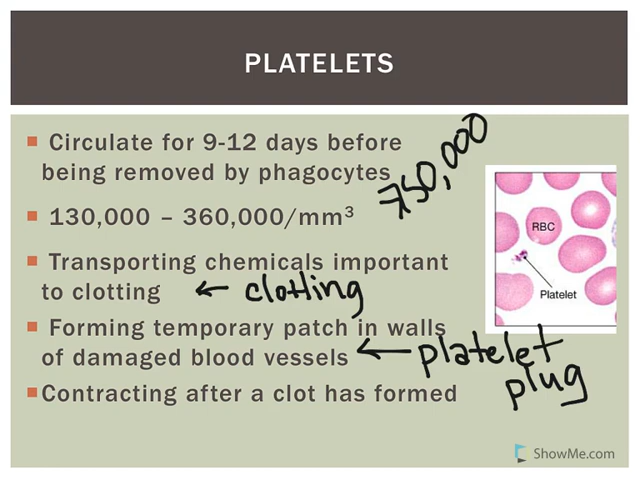 PLATELETS
Circulate for 9-12 days before
being removed by phagocytes
750,000
130,000 – 360,000/mm³
RBC
Transporting chemicals important
to clotting ← clotting
Platelet
Forming temporary patch in walls
of damaged blood vessels ← platelet
plug
Contracting after a clot has formed
ShowMe.com